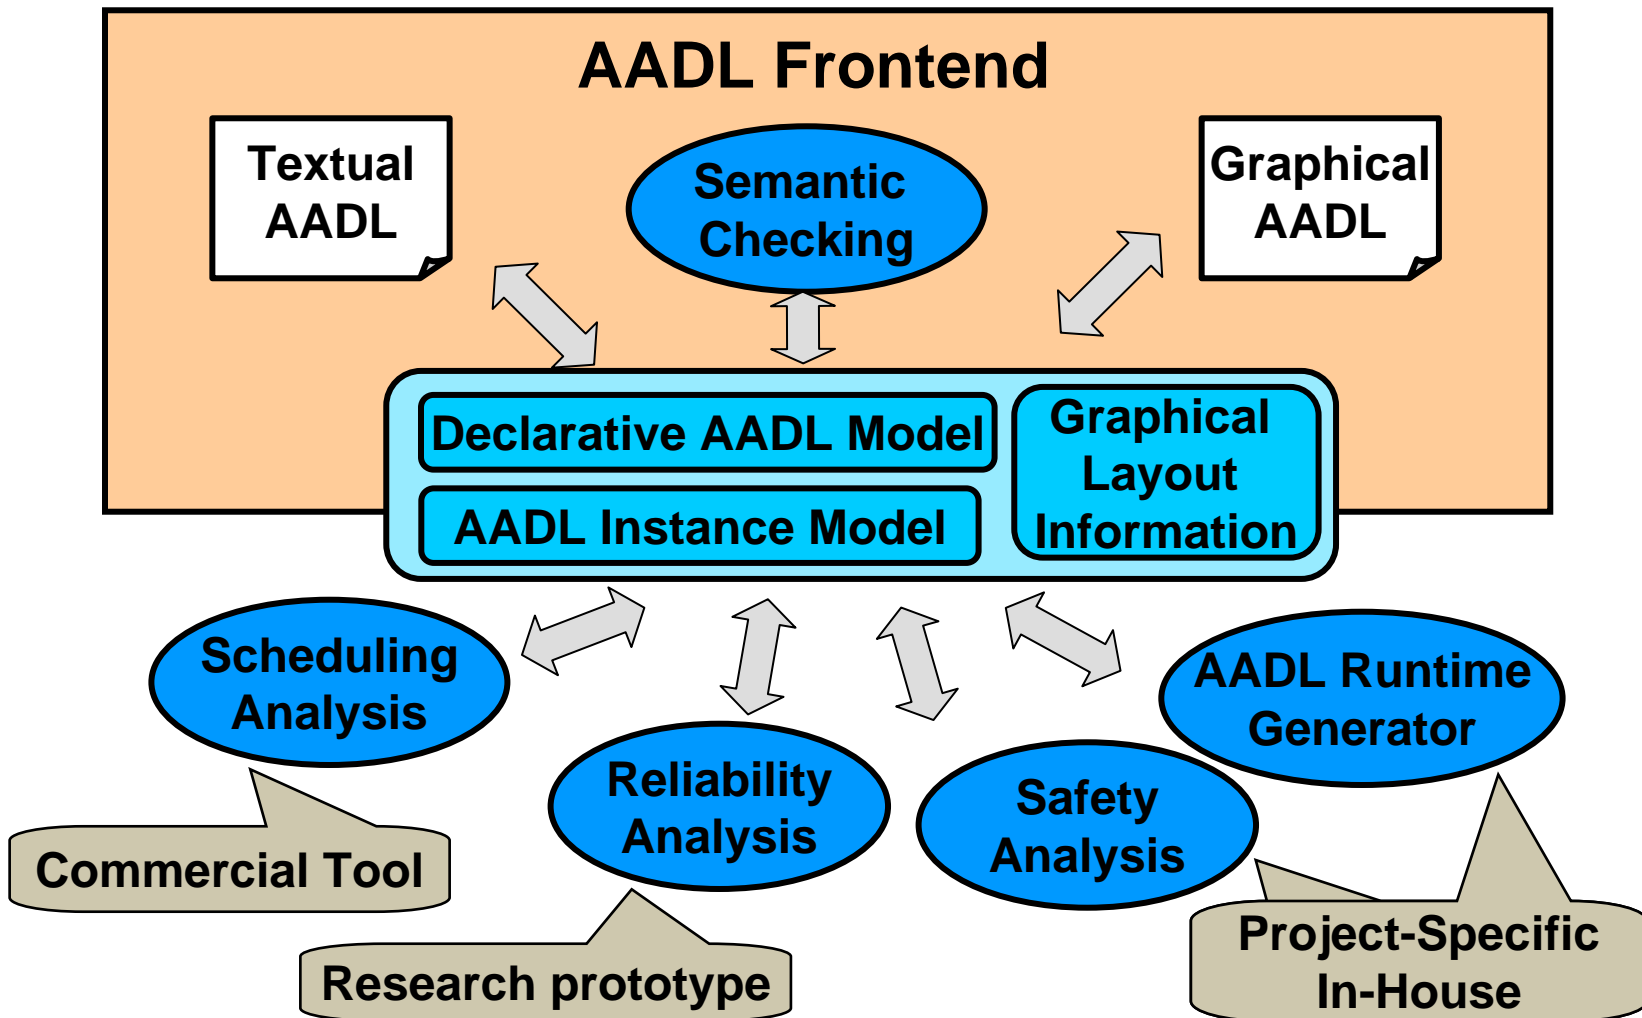 AADL Frontend
Textual
AADL
Semantic
Checking
Graphical
AADL
Declarative AADL Model
AADL Instance Model
Graphical
Layout
Information
Scheduling
Analysis
Reliability
Analysis
Safety
Analysis
AADL Runtime
Generator
Commercial Tool
Research prototype
Project-Specific
In-House